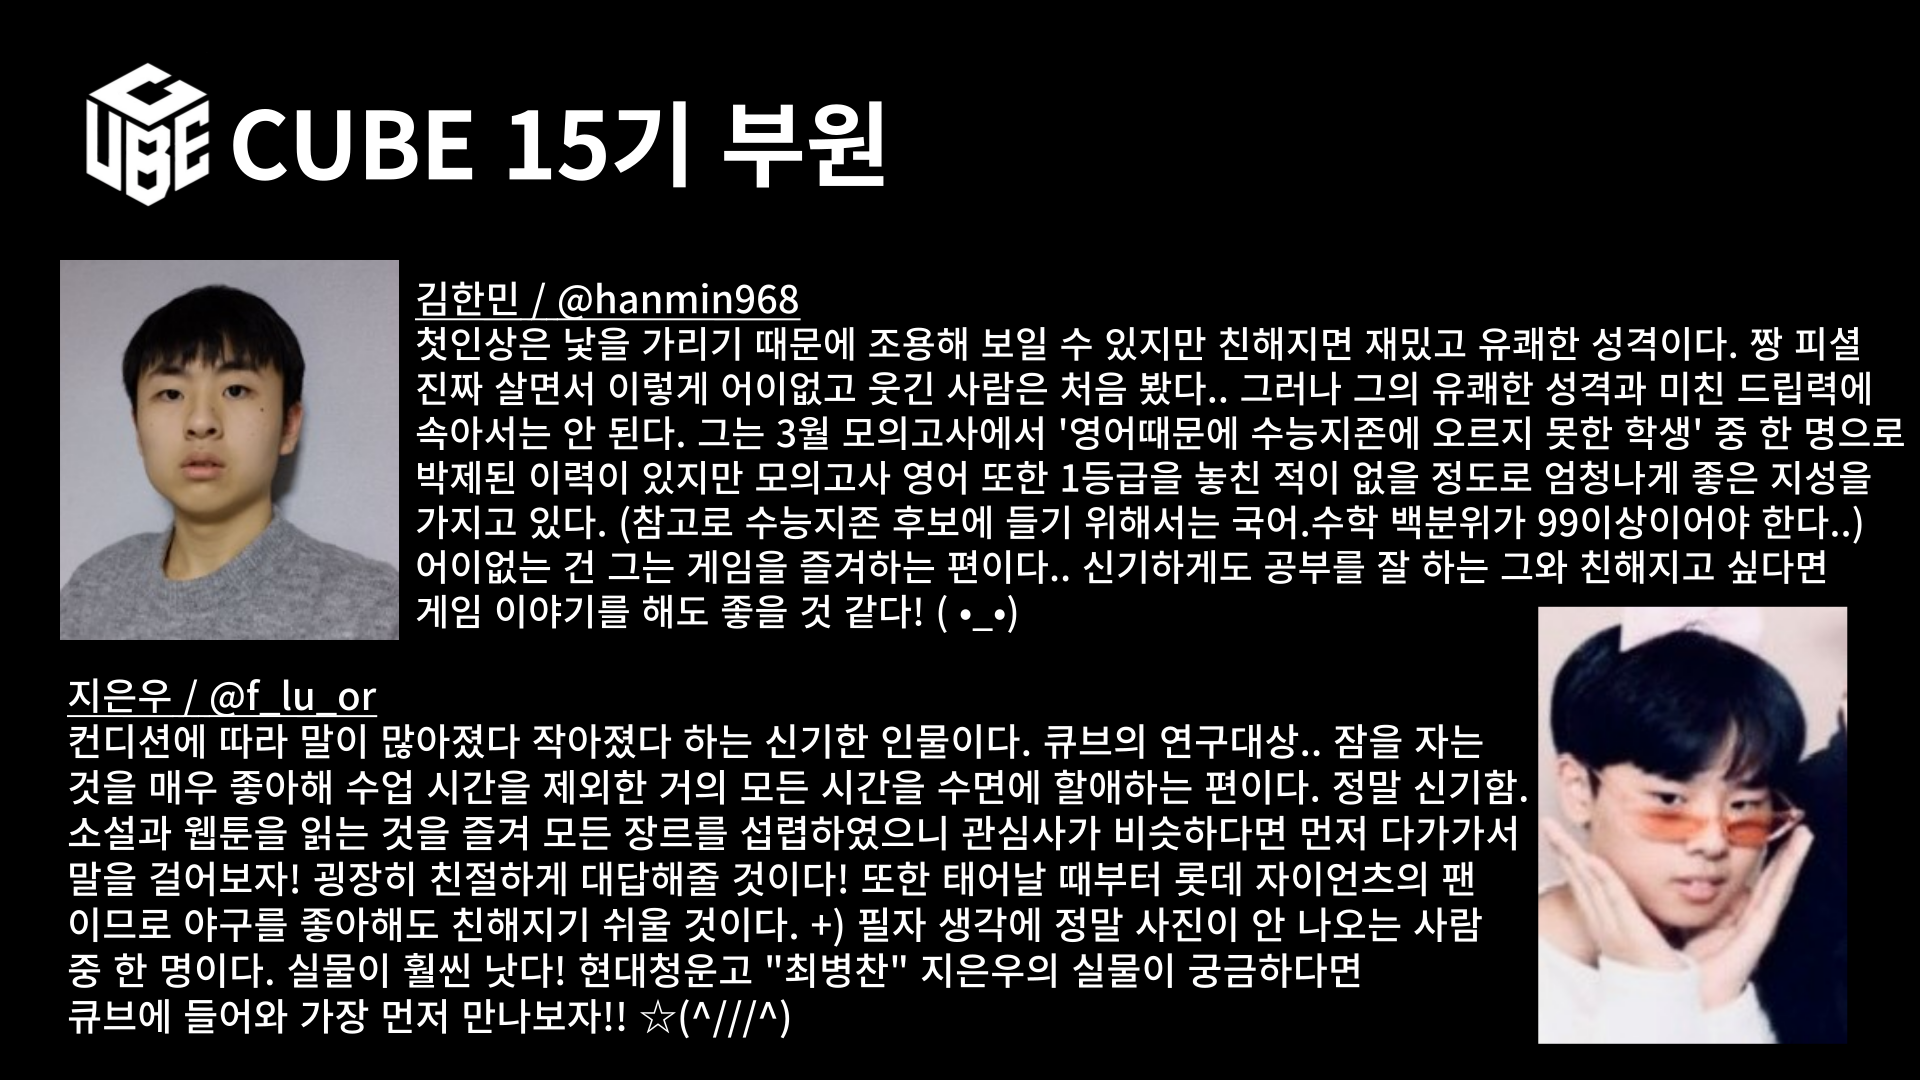 CUBE
CUBE 15기 부원
김한민 / @hanmin968
첫인상은 낯을 가리기 때문에 조용해 보일 수 있지만 친해지면 재밌고 유쾌한 성격이다. 짱 피셜
진짜 살면서 이렇게 어이없고 웃긴 사람은 처음 봤다.. 그러나 그의 유쾌한 성격과 미친 드립력에
속아서는 안 된다. 그는 3월 모의고사에서 '영어때문에 수능지존에 오르지 못한 학생' 중 한 명으로
박제된 이력이 있지만 모의고사 영어 또한 1등급을 놓친 적이 없을 정도로 엄청나게 좋은 지성을
가지고 있다. (참고로 수능지존 후보에 들기 위해서는 국어.수학 백분위가 99이상이어야 한다..)
어이없는 건 그는 게임을 즐겨하는 편이다.. 신기하게도 공부를 잘 하는 그와 친해지고 싶다면
게임 이야기를 해도 좋을 것 같다! ( •_•)
지은우 / @f_lu_or
컨디션에 따라 말이 많아졌다 작아졌다 하는 신기한 인물이다. 큐브의 연구대상.. 잠을 자는
것을 매우 좋아해 수업 시간을 제외한 거의 모든 시간을 수면에 할애하는 편이다. 정말 신기함.
소설과 웹툰을 읽는 것을 즐겨 모든 장르를 섭렵하였으니 관심사가 비슷하다면 먼저 다가가서
말을 걸어보자! 굉장히 친절하게 대답해줄 것이다! 또한 태어날 때부터 롯데 자이언츠의 팬
이므로 야구를 좋아해도 친해지기 쉬울 것이다. +) 필자 생각에 정말 사진이 안 나오는 사람
중 한 명이다. 실물이 훨씬 낫다! 현대청운고 "최병찬" 지은우의 실물이 궁금하다면
큐브에 들어와 가장 먼저 만나보자!! ☆(^///^)